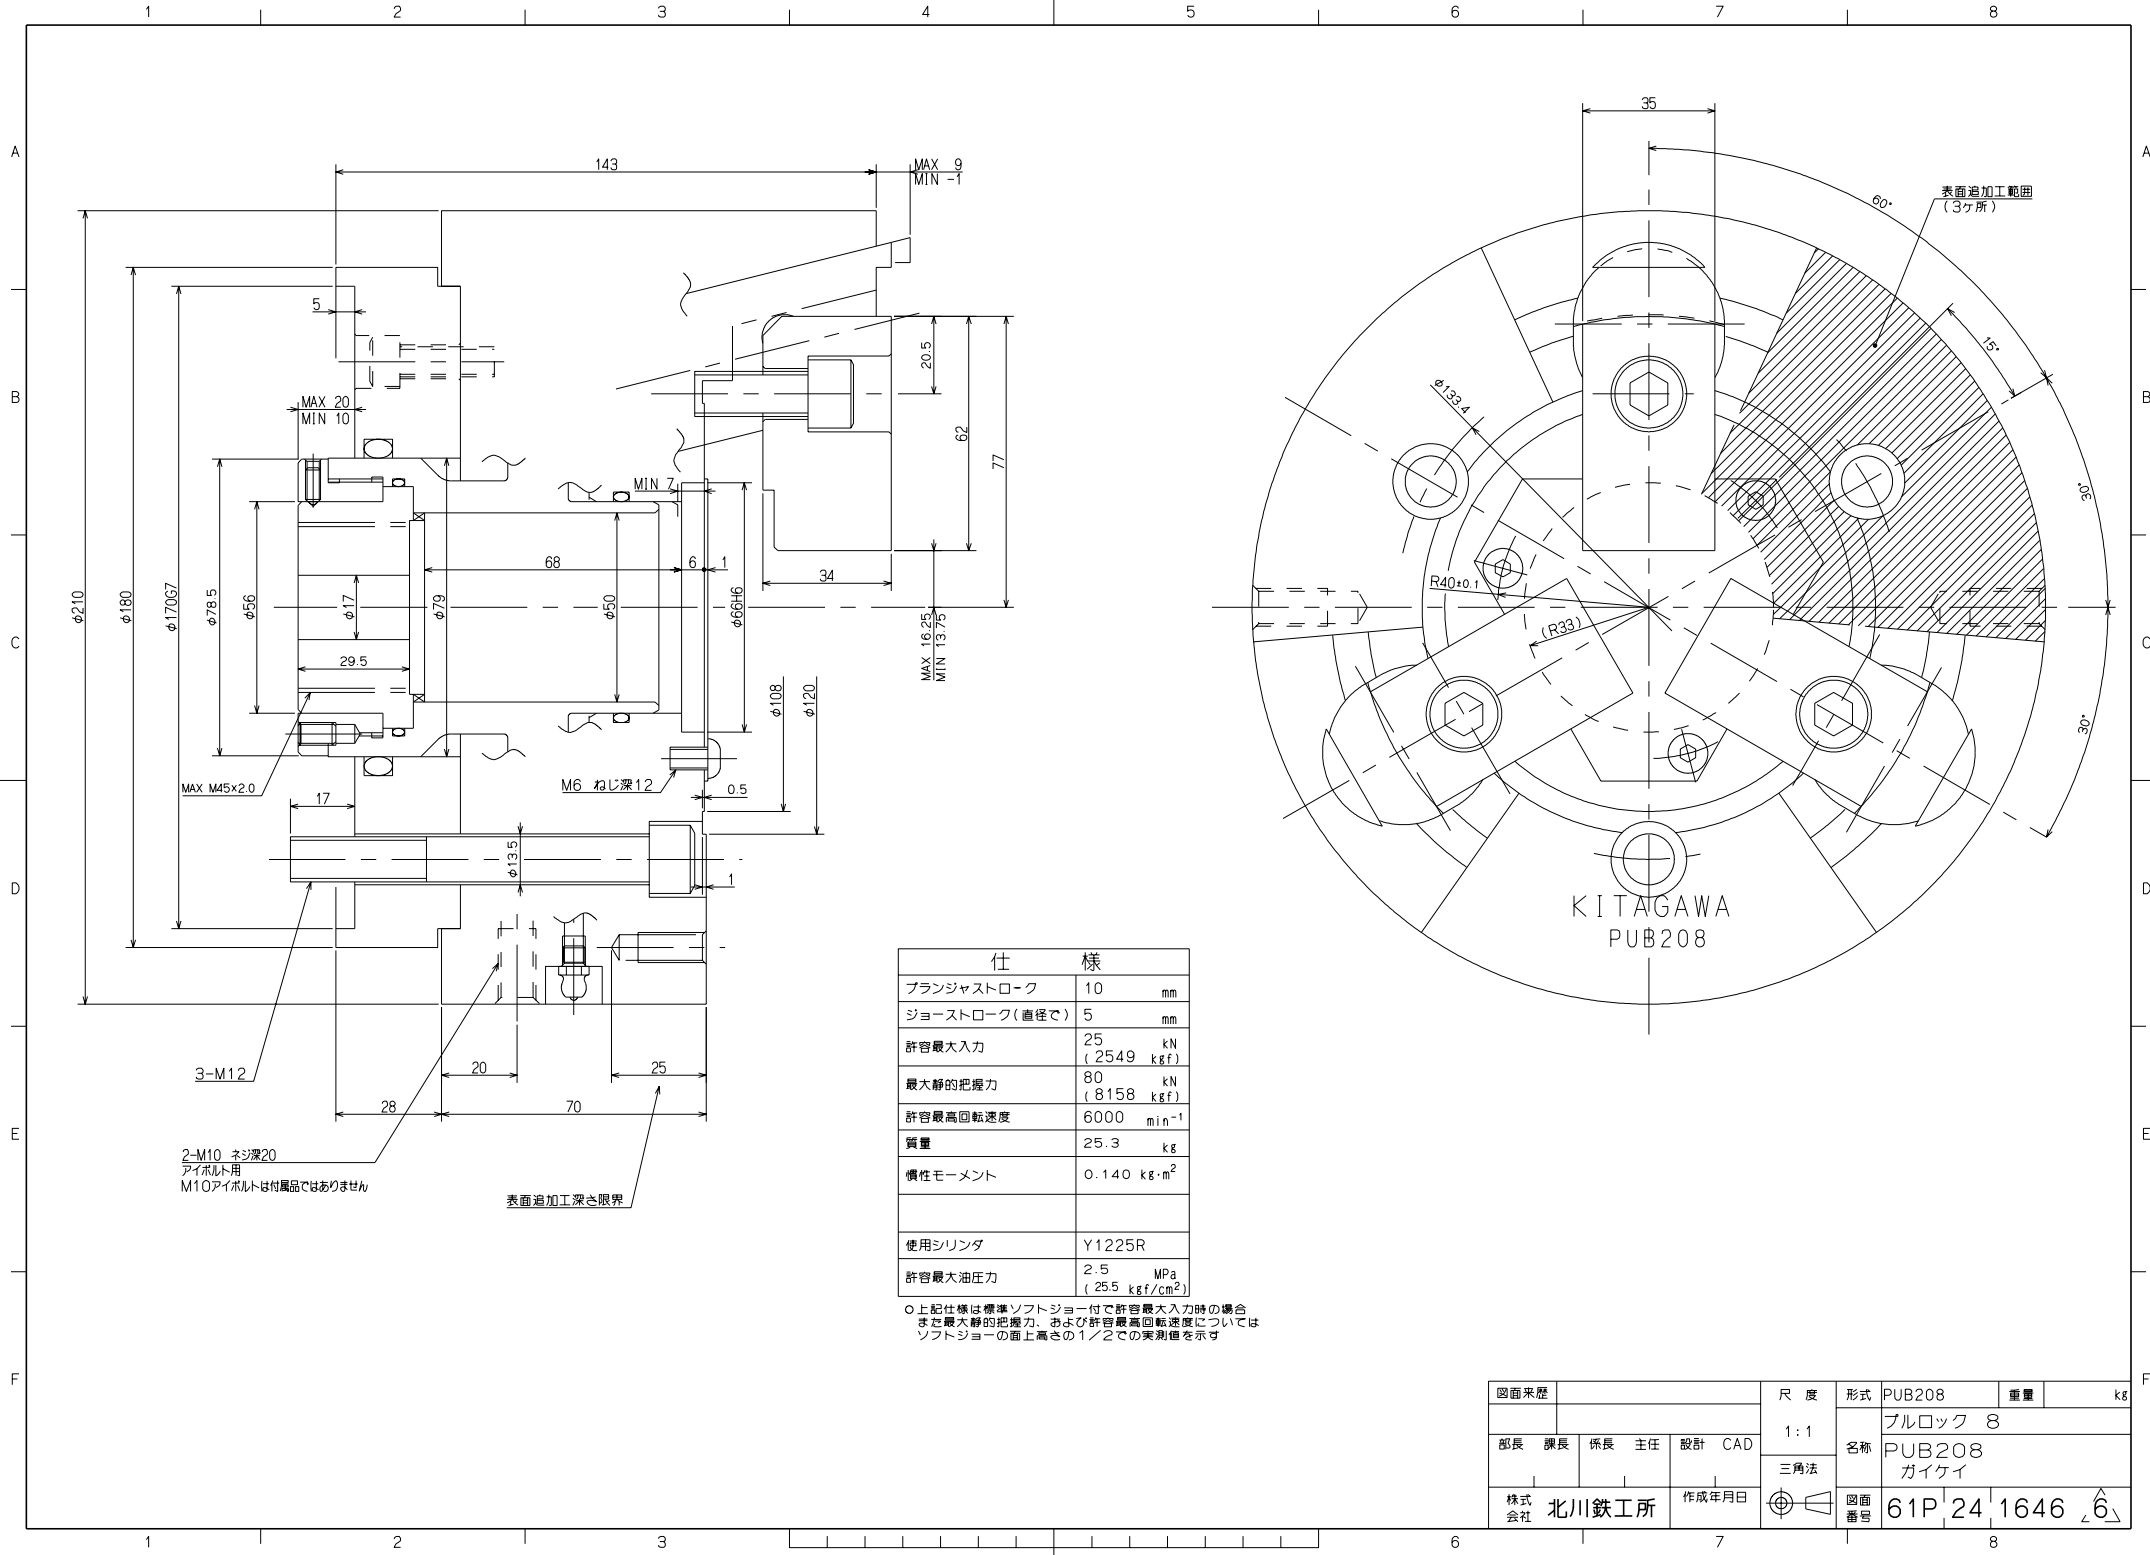 1 2 3 4 5 6 7 8
A
B
C
D
E
F
A
B
C
D
E
F
143
MAX 9
MIN -1
5
MAX 20
MIN 10
φ210
φ180
φ170G7
φ78.5
φ56
φ17
φ79
29.5
68
φ50
MIN 7
6
1
φ66H6
34
20.5
62
77
MAX 16.25
MIN 13.75
φ108
φ120
MAX M45×2.0
17
M6 ねじ深12
0.5
φ13.5
1
3-M12
20
25
28
70
2-M10 ネジ深20
アイボルト用
M10アイボルトは付属品ではありません
表面追加工深さ限界
35
60°
表面追加工範囲
(3ヶ所)
15°
30°
30°
φ133.4
R40±0.1
(R33)
KITAGAWA
PUB208
仕 様
プランジャストローク 10 mm
ジョーストローク(直径で) 5 mm
許容最大入力 25 kN
(2549 kgf)
最大静的把握力 80 kN
(8158 kgf)
許容最高回転速度 6000 min⁻¹
質量 25.3 kg
慣性モーメント 0.140 kg·m²
使用シリンダ Y1225R
許容最大油圧力 2.5 MPa
(25.5 kgf/cm²)
○上記仕様は標準ソフトジョー付で許容最大入力時の場合
また最大静的把握力、および許容最高回転速度については
ソフトジョーの面上高さの1/2での実測値を示す
図面来歴
部長 課長 係長 主任 設計 CAD
株式会社 北川鉄工所
作成年月日
尺 度
1:1
三角法
形式 PUB208 重量 kg
名称
プルロック 8
PUB208
ガイケイ
図面番号 61P 24 1646 6
1 2 3 6 7 8